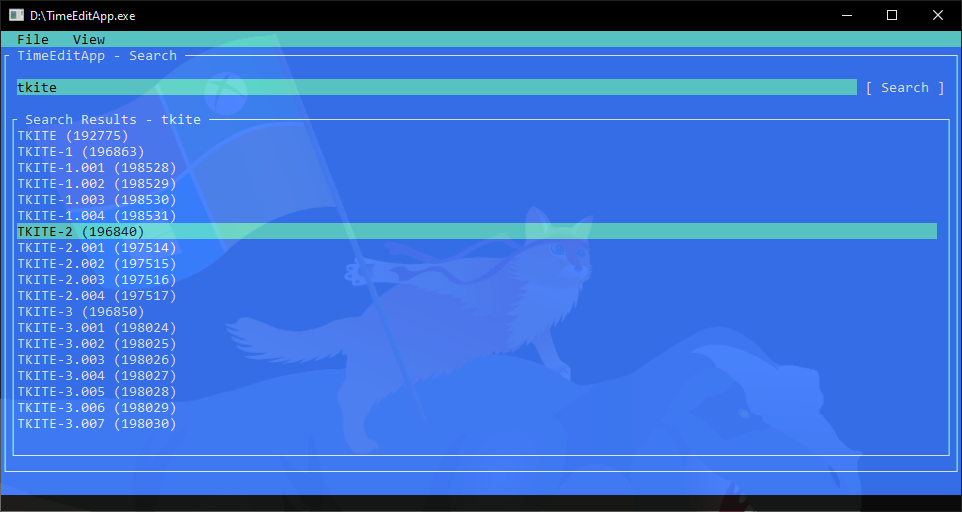 D:\TimeEditApp.exe
File View
TimeEditApp - Search
tkite [ Search ]
Search Results - tkite
TKITE (192775)
TKITE-1 (196863)
TKITE-1.001 (198528)
TKITE-1.002 (198529)
TKITE-1.003 (198530)
TKITE-1.004 (198531)
TKITE-2 (196840)
TKITE-2.001 (197514)
TKITE-2.002 (197515)
TKITE-2.003 (197516)
TKITE-2.004 (197517)
TKITE-3 (196850)
TKITE-3.001 (198024)
TKITE-3.002 (198025)
TKITE-3.003 (198026)
TKITE-3.004 (198027)
TKITE-3.005 (198028)
TKITE-3.006 (198029)
TKITE-3.007 (198030)